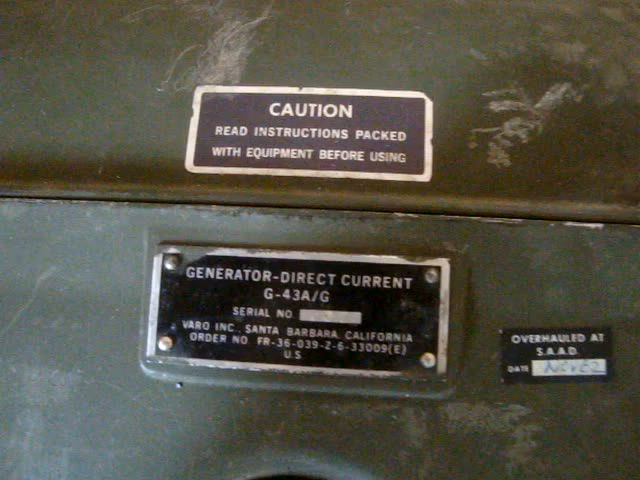 CAUTION
READ INSTRUCTIONS PACKED
WITH EQUIPMENT BEFORE USING
GENERATOR-DIRECT CURRENT
G-43A/G
SERIAL NO.
VARO INC., SANTA BARBARA, CALIFORNIA
ORDER NO FR-36-039-Z-6-33009(E)
U.S
OVERHAULED AT
S.A.A.D.
DATE